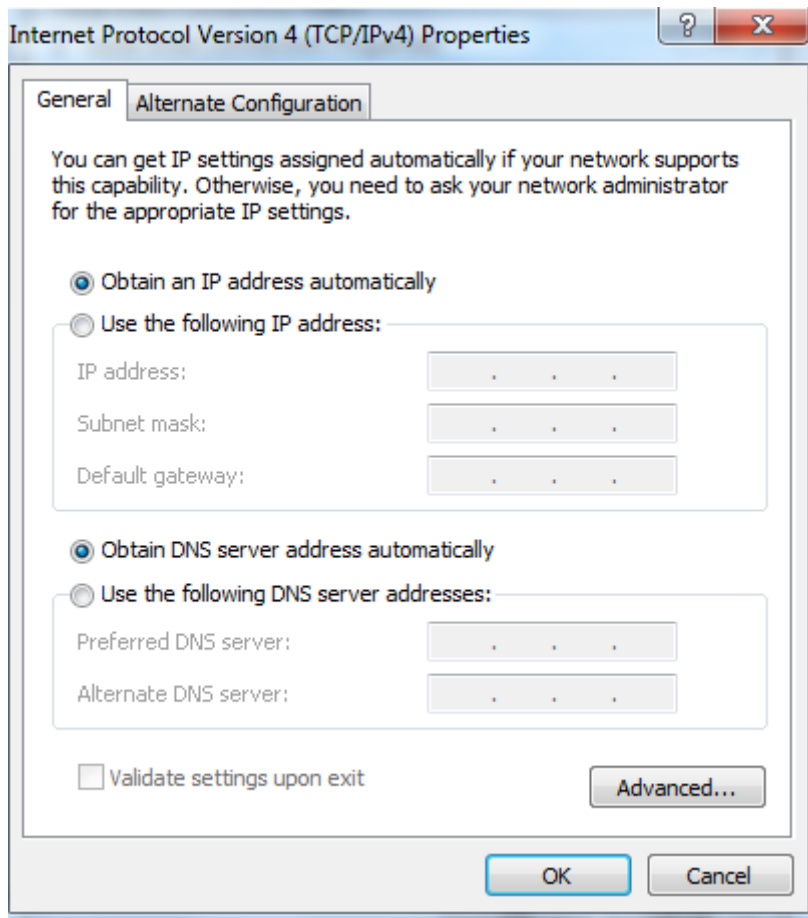 Internet Protocol Version 4 (TCP/IPv4) Properties
?
X
General
Alternate Configuration
You can get IP settings assigned automatically if your network supports
this capability. Otherwise, you need to ask your network administrator
for the appropriate IP settings.
Obtain an IP address automatically
Use the following IP address:
IP address: . . .
Subnet mask: . . .
Default gateway: . . .
Obtain DNS server address automatically
Use the following DNS server addresses:
Preferred DNS server: . . .
Alternate DNS server: . . .
Validate settings upon exit
Advanced...
OK
Cancel